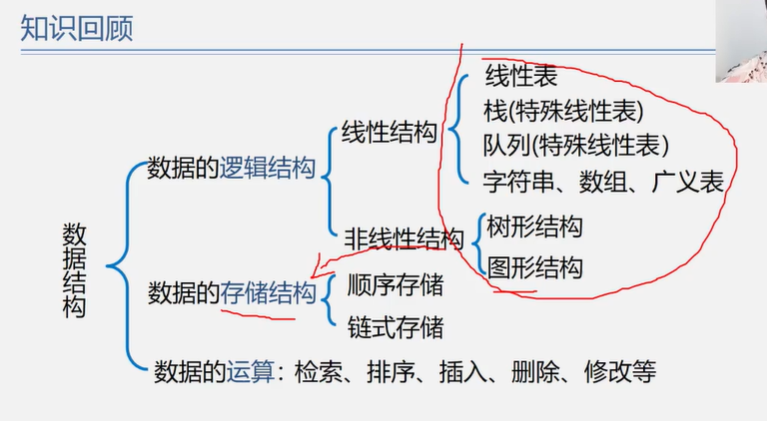 知识回顾
线性表
栈(特殊线性表)
线性结构
队列(特殊线性表)
数据的逻辑结构
字符串、数组、广义表
树形结构
非线性结构
数据结构
图形结构
顺序存储
数据的存储结构
链式存储
数据的运算：检索、排序、插入、删除、修改等